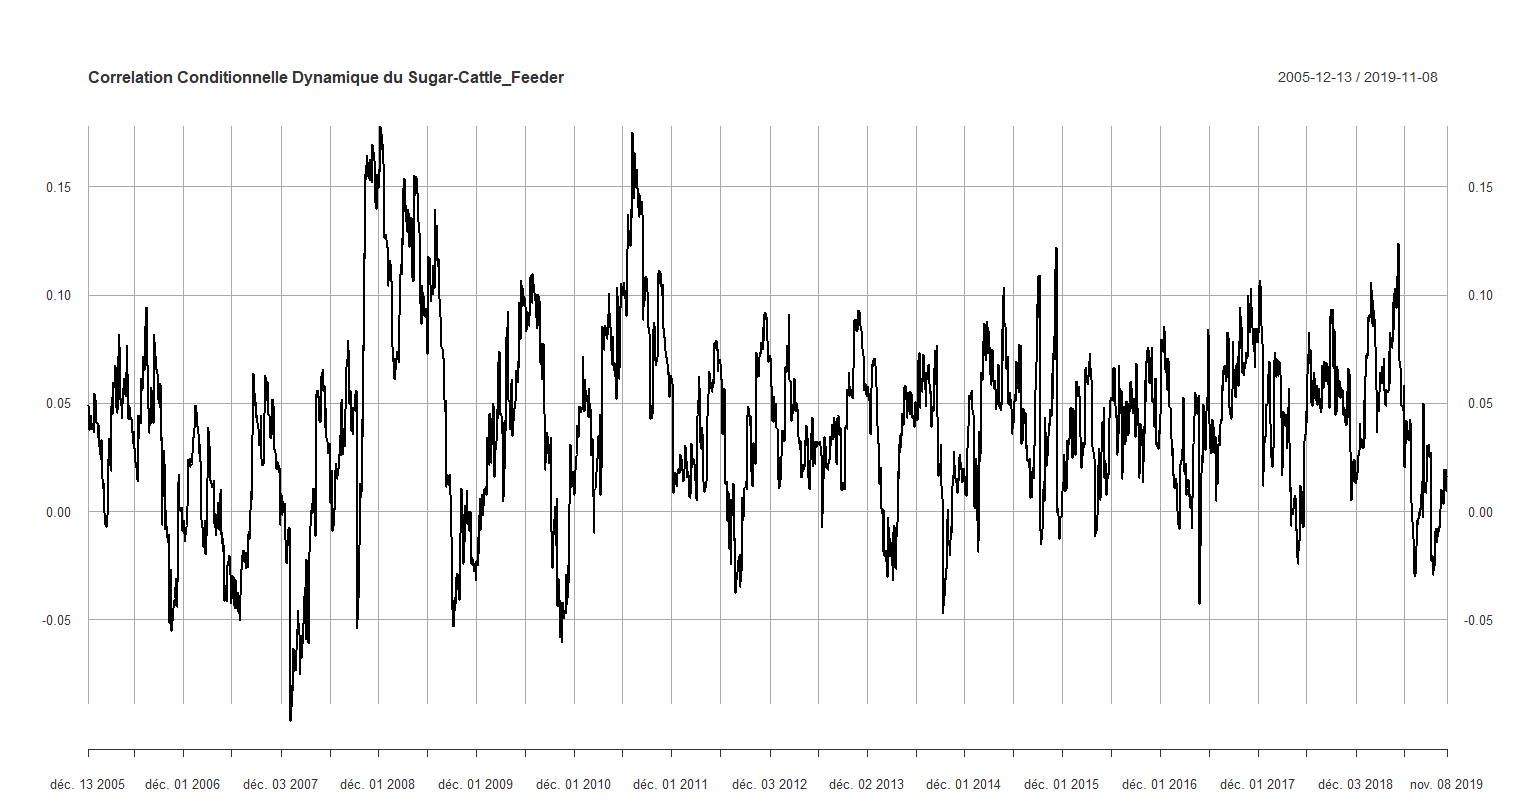 Correlation Conditionnelle Dynamique du Sugar-Cattle_Feeder 2005-12-13 / 2019-11-08
0.15 0.15
0.10 0.10
0.05 0.05
0.00 0.00
-0.05 -0.05
déc. 13 2005 déc. 01 2006 déc. 03 2007 déc. 01 2008 déc. 01 2009 déc. 01 2010 déc. 01 2011 déc. 03 2012 déc. 02 2013 déc. 01 2014 déc. 01 2015 déc. 01 2016 déc. 01 2017 déc. 03 2018 nov. 08 2019